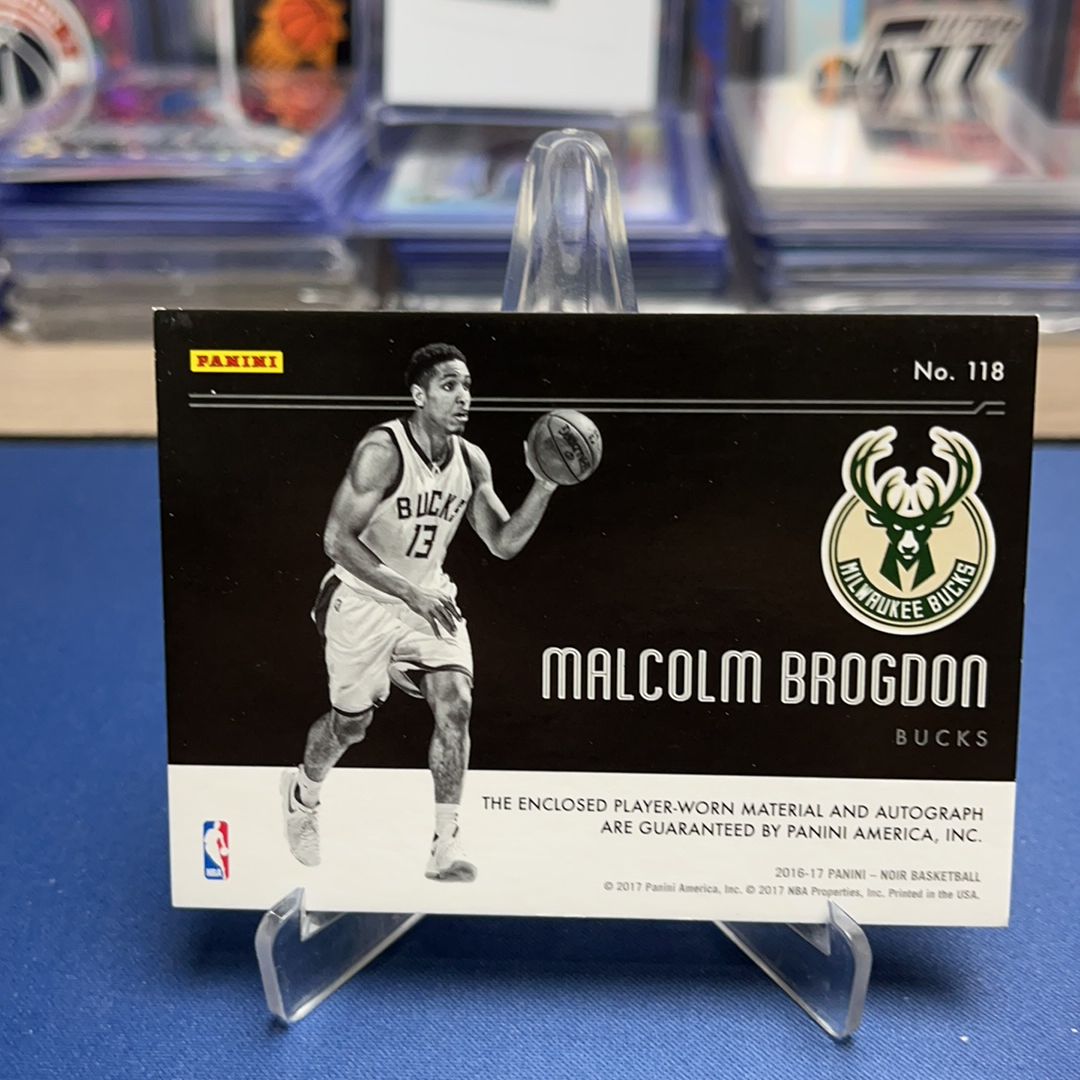 PANINI
No. 118
SPALDING
BUCKS
13
MILWAUKEE BUCKS
MALCOLM BROGDON
BUCKS
THE ENCLOSED PLAYER-WORN MATERIAL AND AUTOGRAPH
ARE GUARANTEED BY PANINI AMERICA, INC.
NBA
2016-17 PANINI – NOIR BASKETBALL
© 2017 Panini America, Inc. © 2017 NBA Properties, Inc. Printed in the USA.